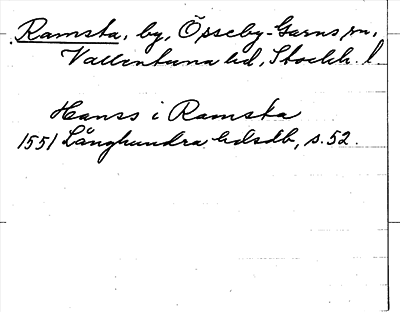 Ramsta, by, Össeby-Garns sn,
Vallentuna hd, Stockh. l.
Hanss i Ramsta
1551 Långhundra hdsdb, s. 52.